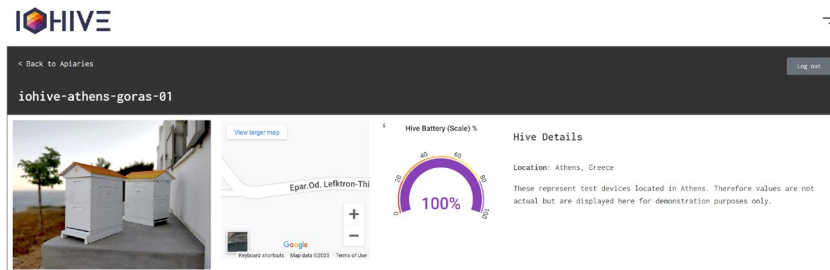 IOHIVE
< Back to Apiaries
Log out
iohive-athens-goras-01
View larger map
Epar.Od. Lefktron-Thi
+
−
Google
Keyboard shortcuts Map data ©2023 Terms of Use
i Hive Battery (Scale) %
0 20 40 60 80 100
100%
Hive Details
Location: Athens, Greece
These represent test devices located in Athens. Therefore values are not
actual but are displayed here for demonstration purposes only.